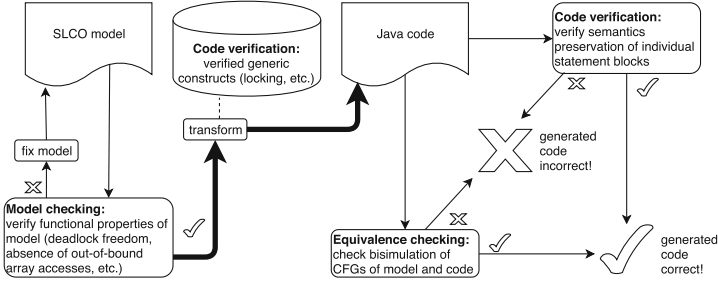 SLCO model
Code verification:
verified generic
constructs (locking, etc.)
Java code
Code verification:
verify semantics
preservation of individual
statement blocks
transform
fix model
generated
code
incorrect!
Model checking:
verify functional properties of
model (deadlock freedom,
absence of out-of-bound
array accesses, etc.)
Equivalence checking:
check bisimulation of
CFGs of model and code
generated
code
correct!